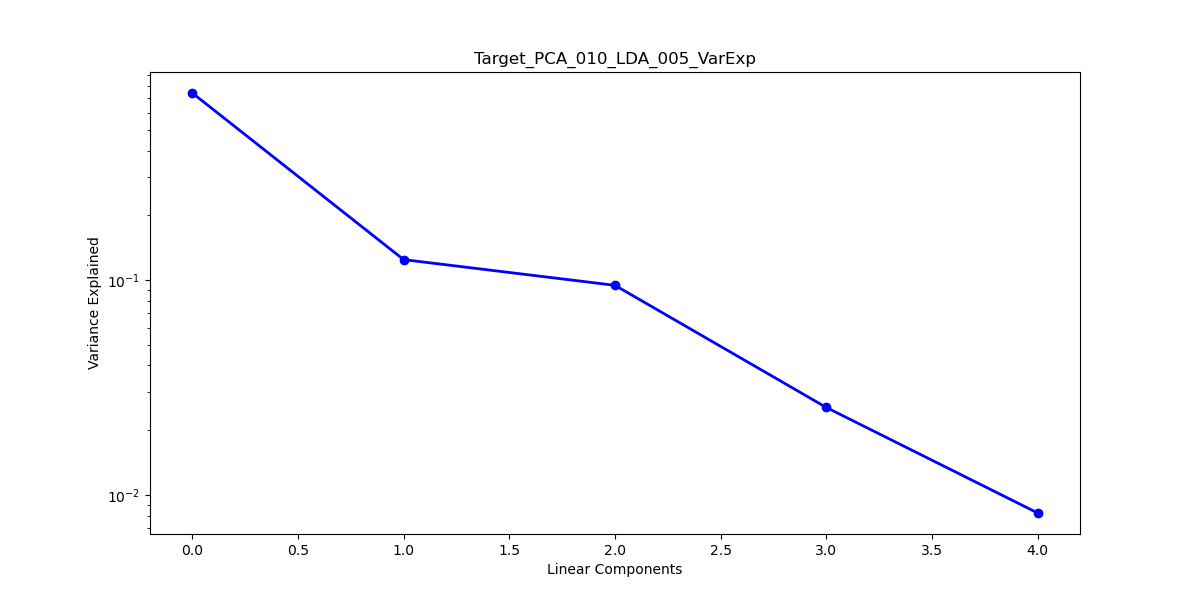 Target_PCA_010_LDA_005_VarExp
Variance Explained
10⁻¹
10⁻²
0.0 0.5 1.0 1.5 2.0 2.5 3.0 3.5 4.0
Linear Components